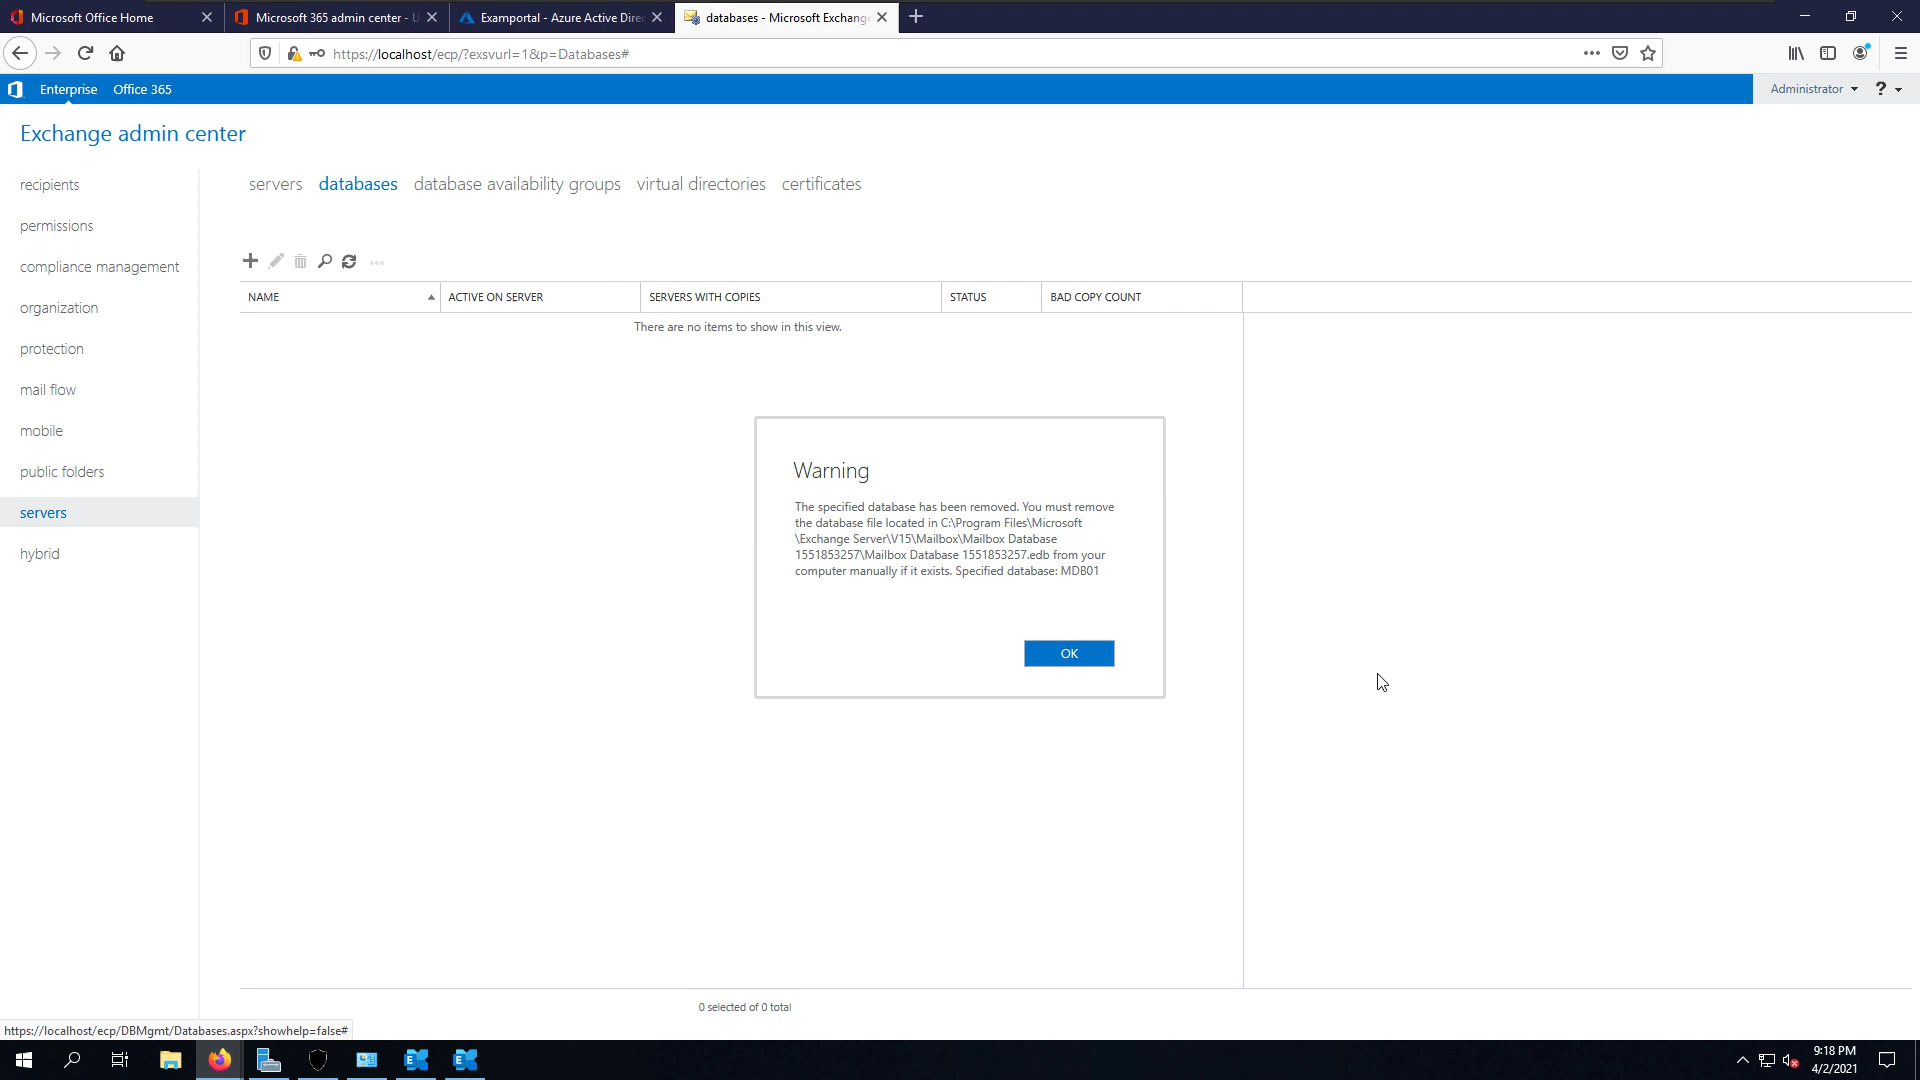 Microsoft Office Home
Microsoft 365 admin center - U
Examportal - Azure Active Direc
databases - Microsoft Exchang
https://localhost/ecp/?exsvurl=1&p=Databases#
Enterprise
Office 365
Administrator
?
Exchange admin center
recipients
permissions
compliance management
organization
protection
mail flow
mobile
public folders
servers
hybrid
servers
databases
database availability groups
virtual directories
certificates
NAME
ACTIVE ON SERVER
SERVERS WITH COPIES
STATUS
BAD COPY COUNT
There are no items to show in this view.
Warning
The specified database has been removed. You must remove
the database file located in C:\Program Files\Microsoft
\Exchange Server\V15\Mailbox\Mailbox Database
1551853257\Mailbox Database 1551853257.edb from your
computer manually if it exists. Specified database: MDB01
OK
0 selected of 0 total
https://localhost/ecp/DBMgmt/Databases.aspx?showhelp=false#
9:18 PM
4/2/2021